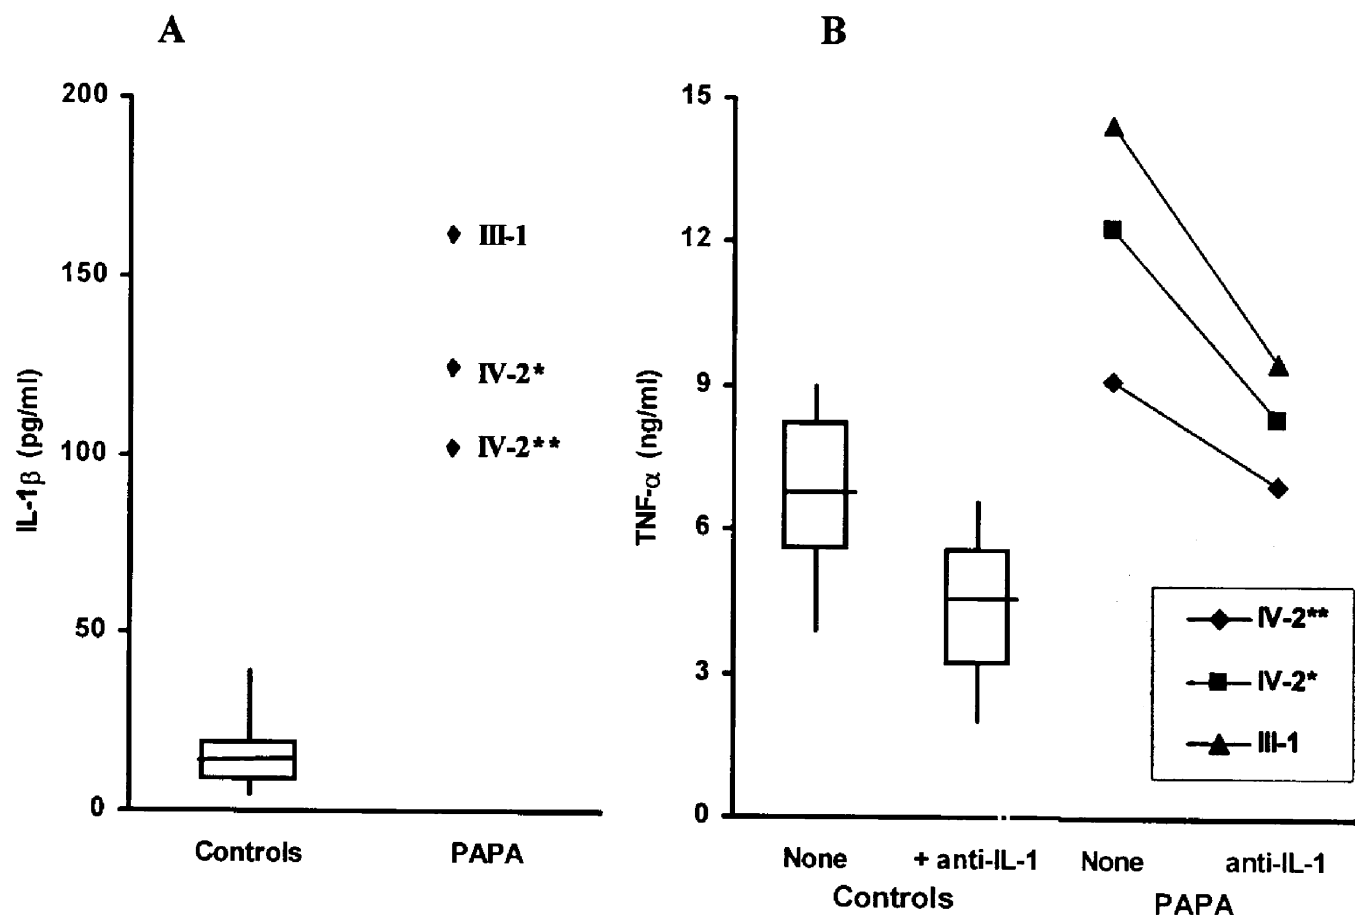 A
200
150
100
50
0
IL-1β (pg/ml)
III-1
IV-2*
IV-2**
Controls
PAPA
B
15
12
9
6
3
0
TNF-α (ng/ml)
IV-2**
IV-2*
III-1
None
+ anti-IL-1
None
anti-IL-1
Controls
PAPA